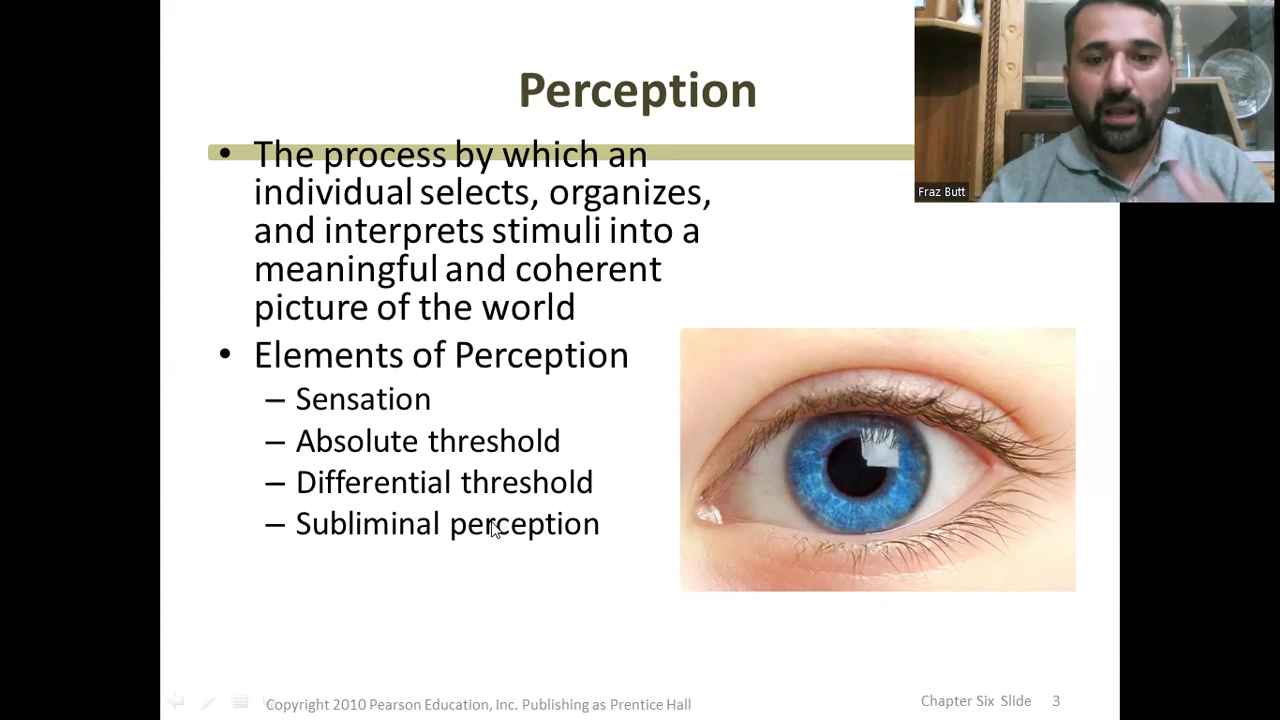 Perception
• The process by which an
individual selects, organizes,
and interprets stimuli into a
meaningful and coherent
picture of the world
• Elements of Perception
– Sensation
– Absolute threshold
– Differential threshold
– Subliminal perception
Fraz Butt
Copyright 2010 Pearson Education, Inc. Publishing as Prentice Hall
Chapter Six Slide 3